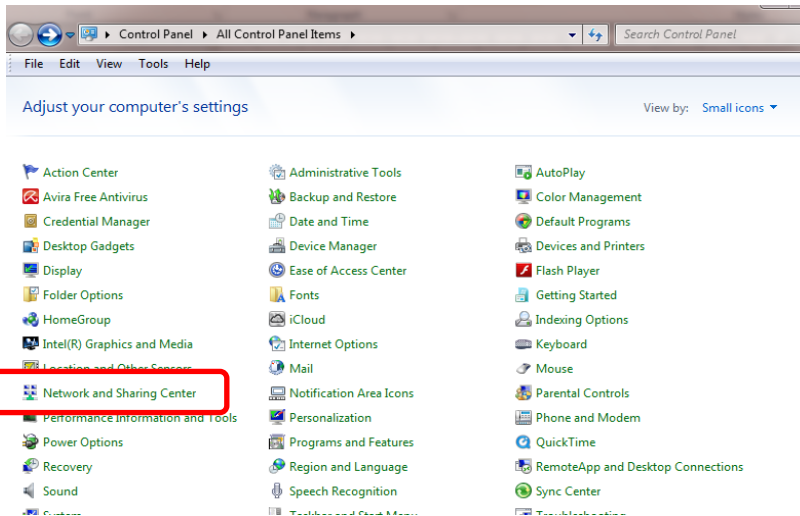 Control Panel ▸ All Control Panel Items ▸
Search Control Panel
File Edit View Tools Help
Adjust your computer's settings
View by: Small icons
Action Center Administrative Tools AutoPlay
Avira Free Antivirus Backup and Restore Color Management
Credential Manager Date and Time Default Programs
Desktop Gadgets Device Manager Devices and Printers
Display Ease of Access Center Flash Player
Folder Options Fonts Getting Started
HomeGroup iCloud Indexing Options
Intel(R) Graphics and Media Internet Options Keyboard
Location and Other Sensors Mail Mouse
Network and Sharing Center Notification Area Icons Parental Controls
Performance Information and Tools Personalization Phone and Modem
Power Options Programs and Features QuickTime
Recovery Region and Language RemoteApp and Desktop Connections
Sound Speech Recognition Sync Center
System Taskbar and Start Menu Troubleshooting